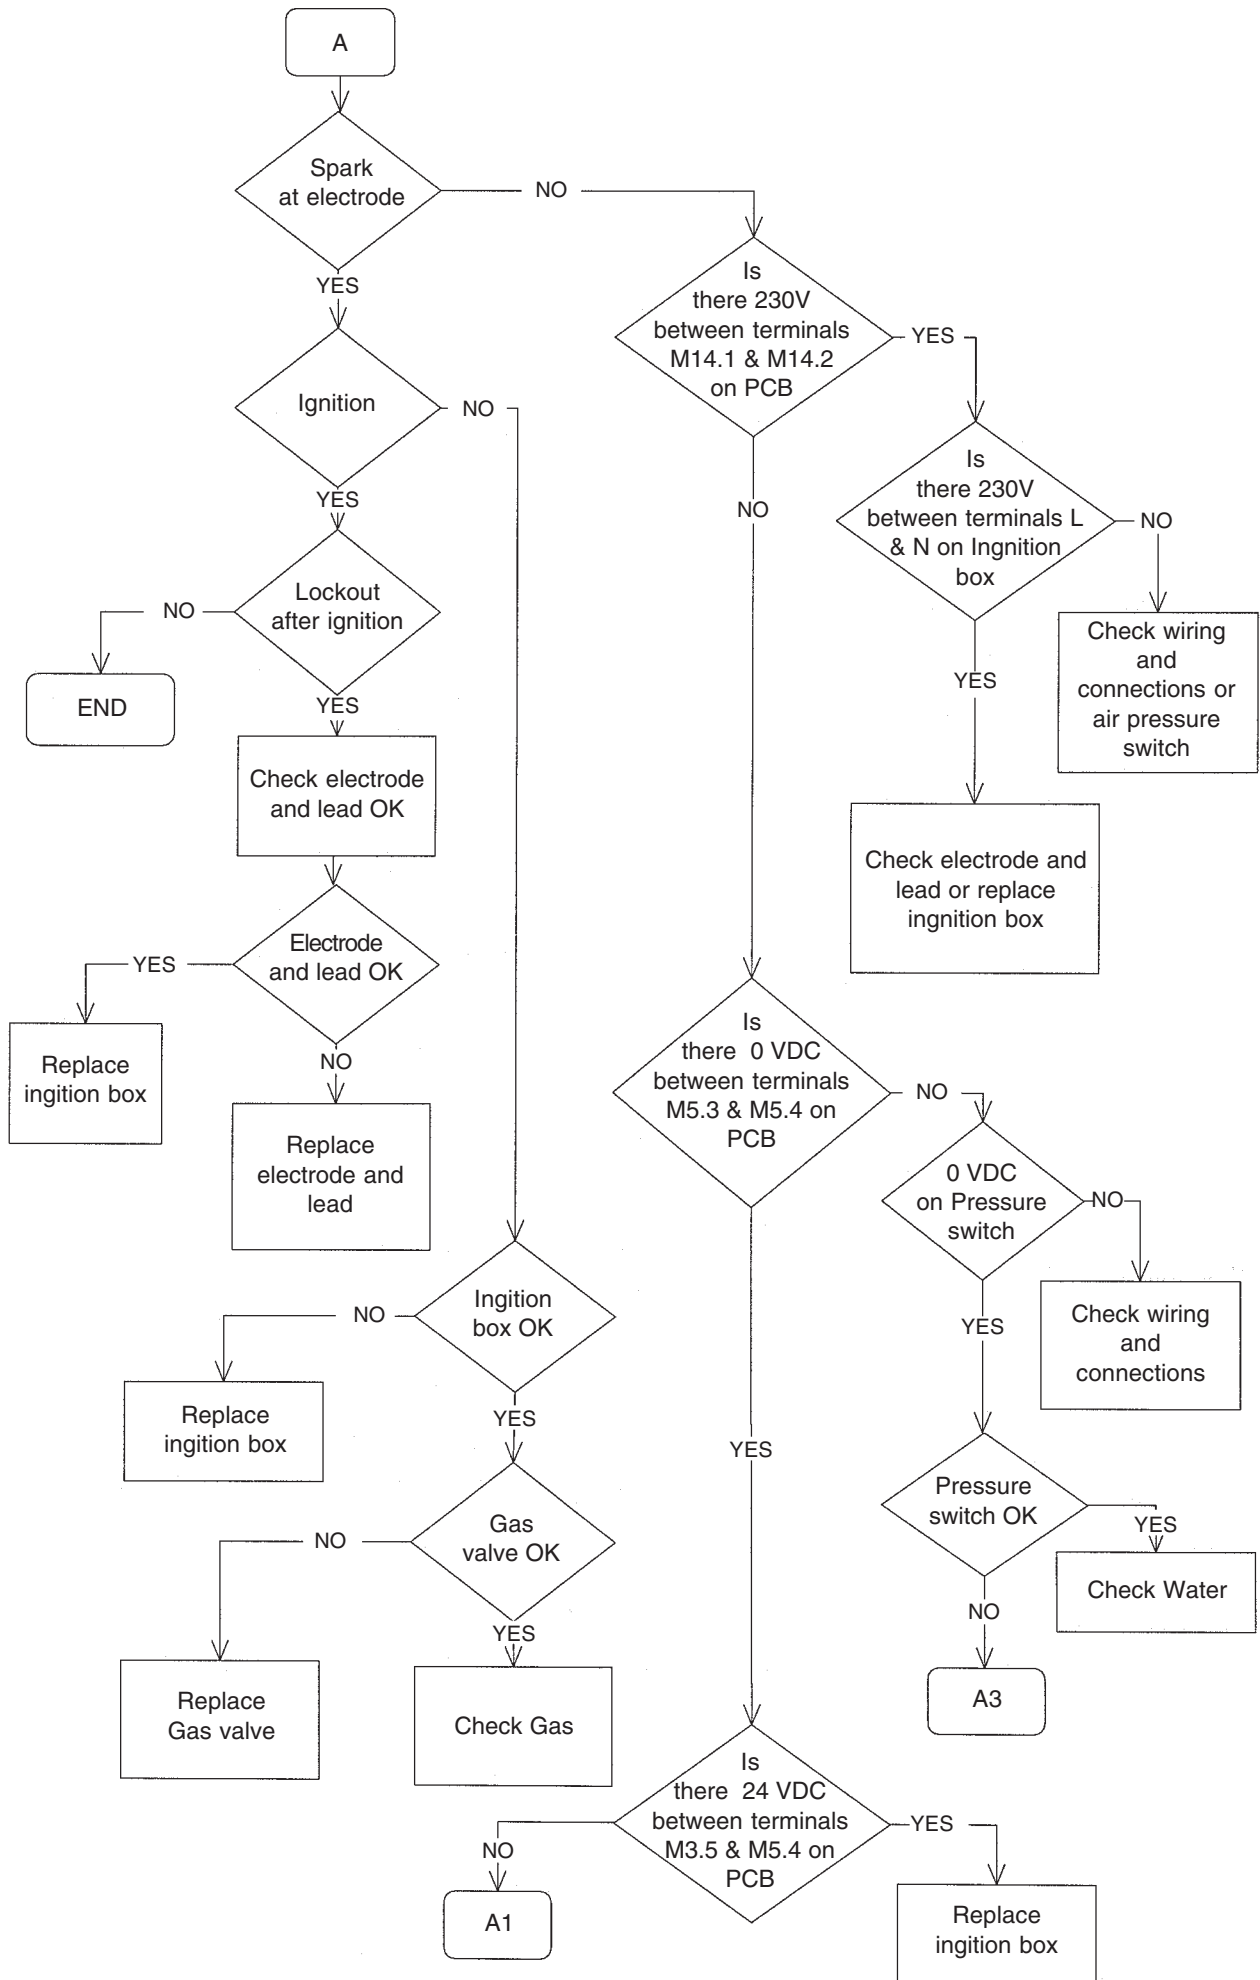 A
Spark
at electrode
NO
YES
Is
there 230V
between terminals
M14.1 & M14.2
on PCB
YES
Ignition
NO
YES
NO
Is
there 230V
between terminals L
& N on Ingnition
box
NO
Lockout
after ignition
NO
YES
END
Check wiring
and
connections or
air pressure
switch
YES
Check electrode
and lead OK
Check electrode and
lead or replace
ingnition box
Electrode
and lead OK
YES
NO
Replace
ingition box
Replace
electrode and
lead
Is
there 0 VDC
between terminals
M5.3 & M5.4 on
PCB
NO
0 VDC
on Pressure
switch
NO
YES
Check wiring
and
connections
Ingition
box OK
NO
YES
Replace
ingition box
YES
Pressure
switch OK
YES
Check Water
NO
A3
Gas
valve OK
NO
YES
Replace
Gas valve
Check Gas
Is
there 24 VDC
between terminals
M3.5 & M5.4 on
PCB
NO
YES
A1
Replace
ingition box